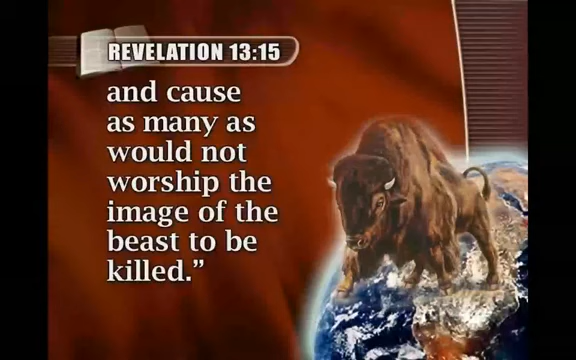 REVELATION 13:15
and cause
as many as
would not
worship the
image of the
beast to be
killed.”